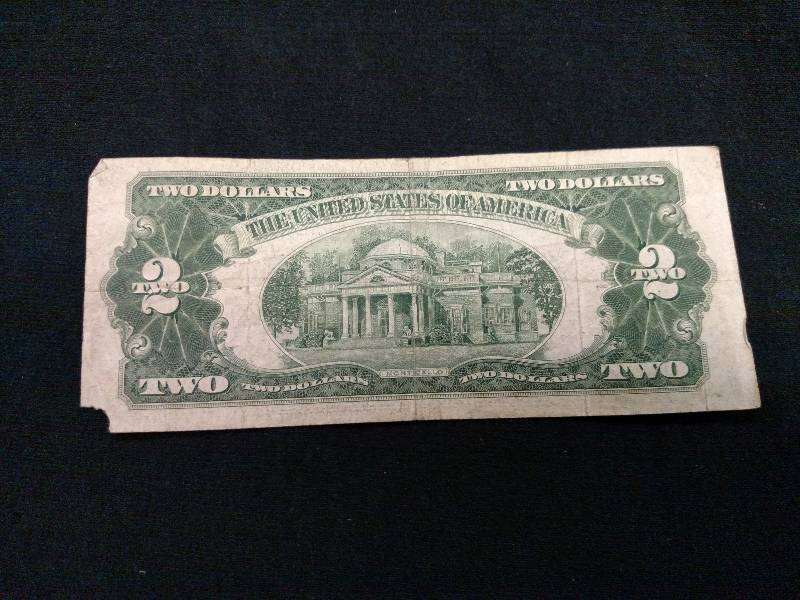 TWO DOLLARS TWO DOLLARS
THE UNITED STATES OF AMERICA
2 2
TWO TWO
MONTICELLO
TWO TWO DOLLARS TWO DOLLARS TWO